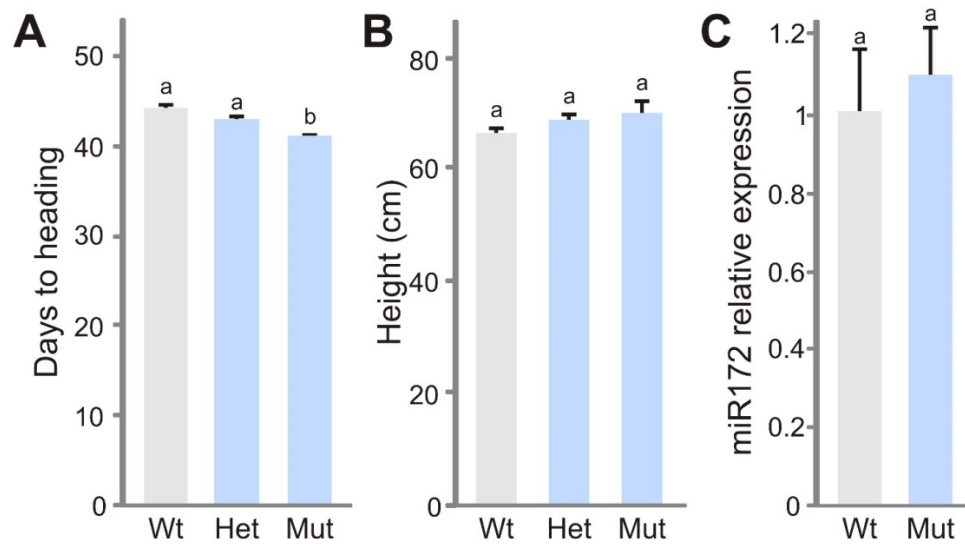 A
Days to heading
50
40
30
20
10
0
a
a
b
Wt Het Mut
B
Height (cm)
80
60
40
20
0
a
a
a
Wt Het Mut
C
miR172 relative expression
1.2
1
0.8
0.6
0.4
0.2
0
a
a
Wt Mut